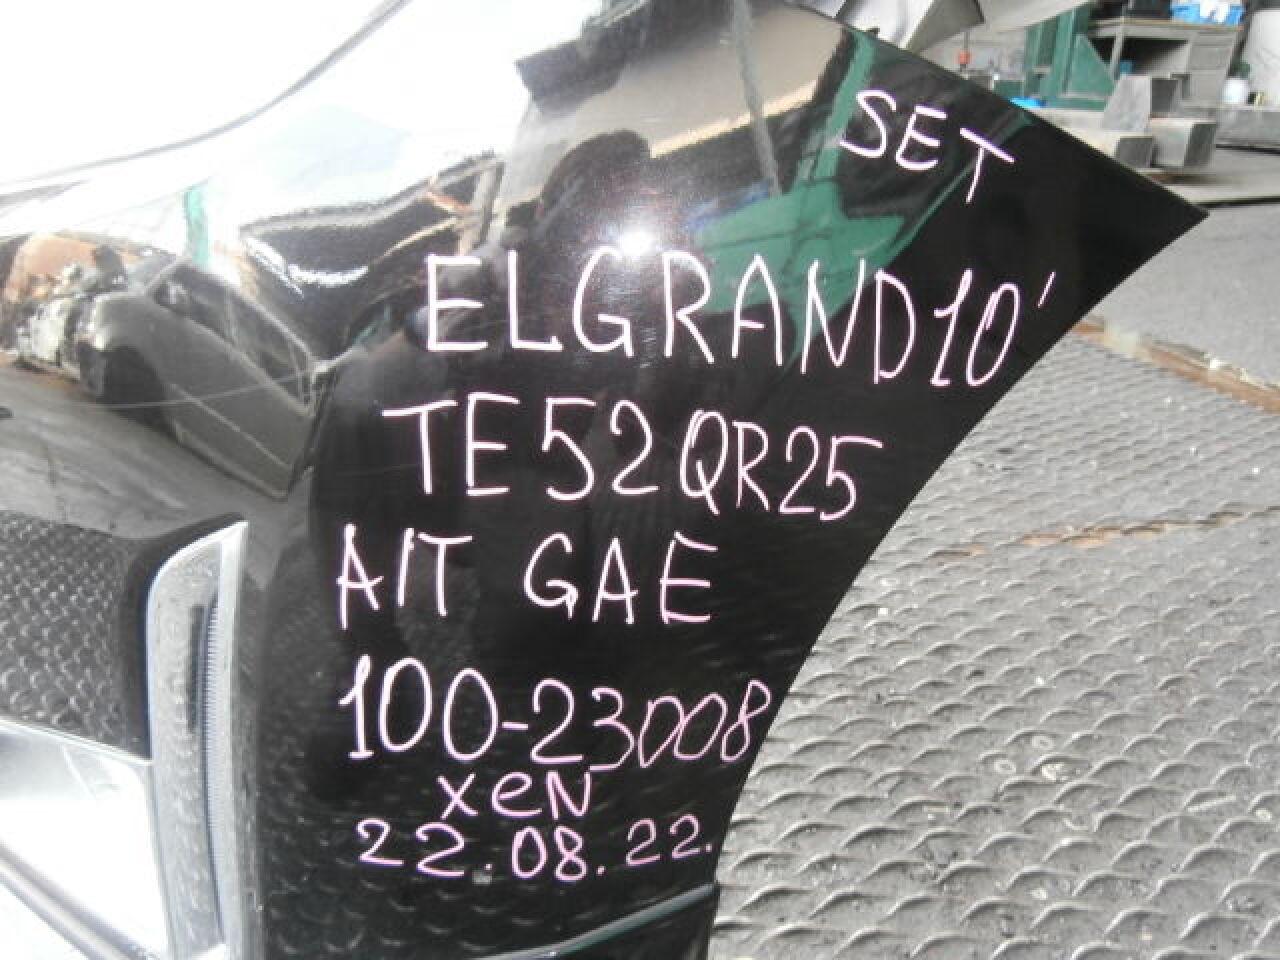 SET
ELGRAND10'
TE52QR25
A/T GAE
100-23008
XeN
22.08.22.